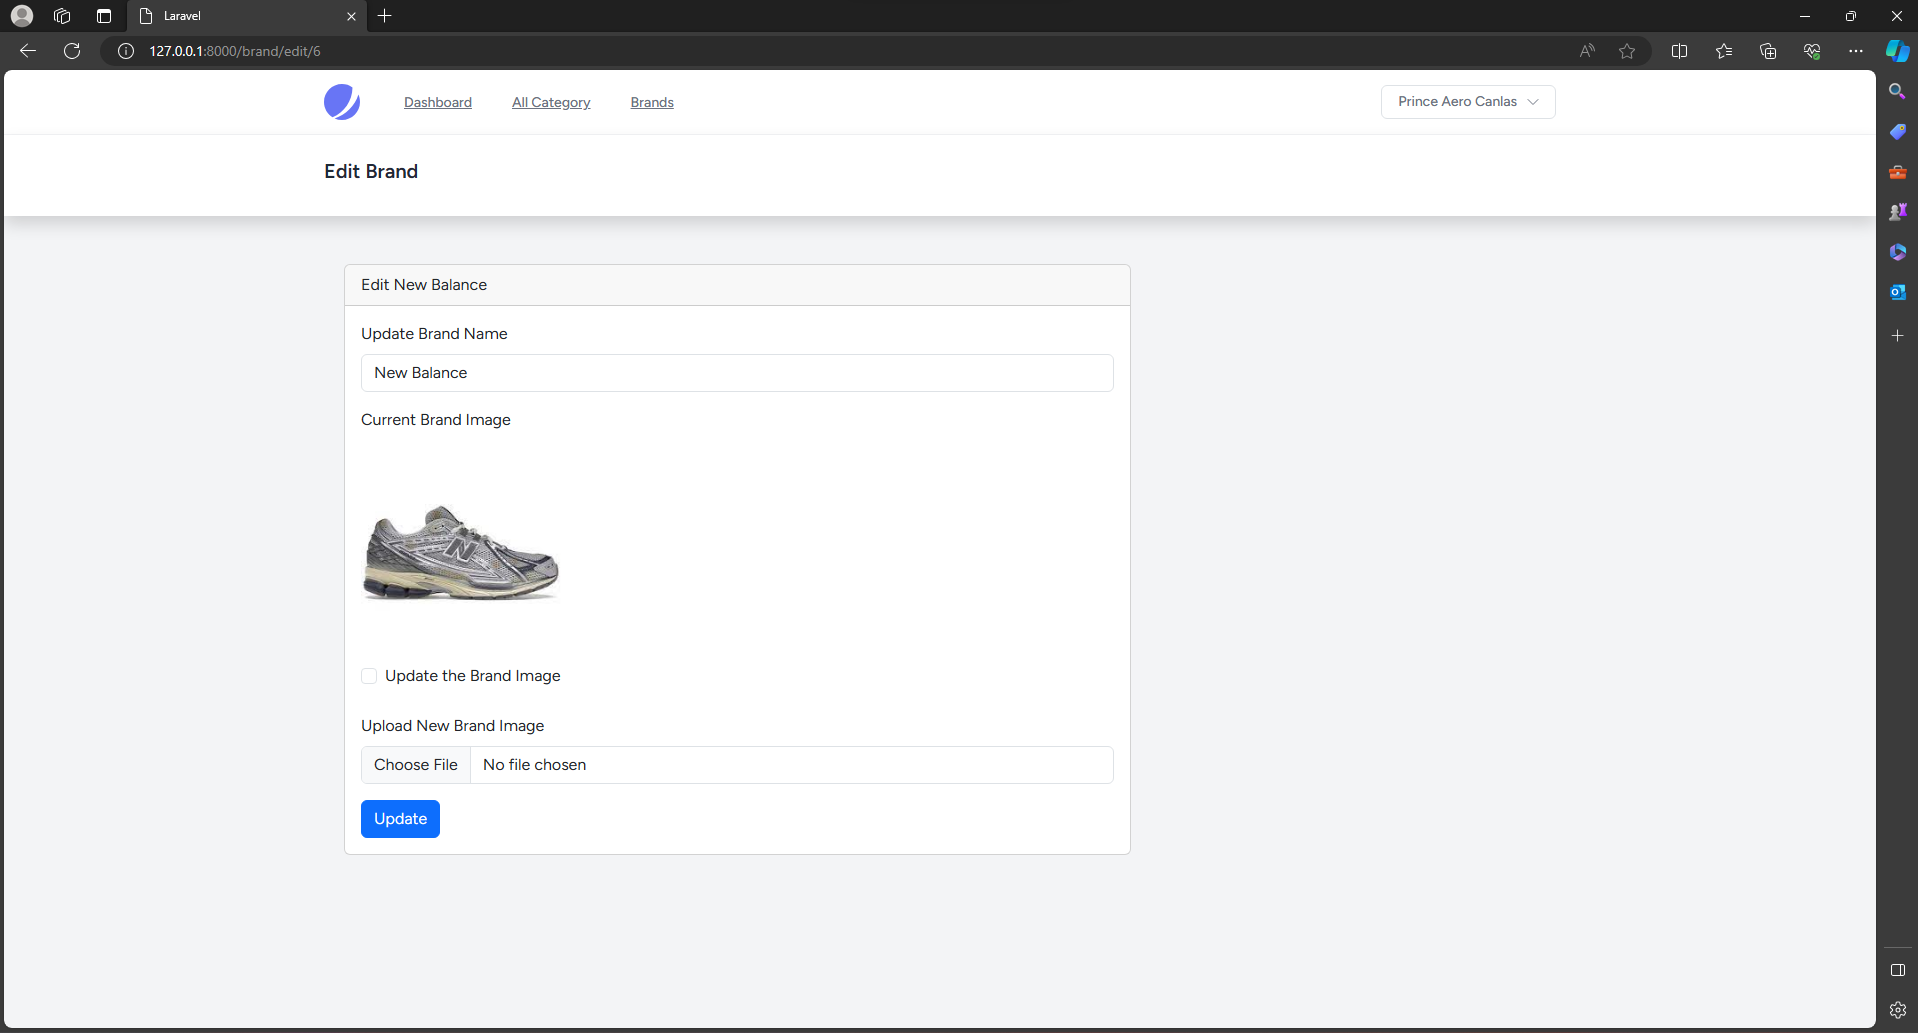 Laravel
127.0.0.1:8000/brand/edit/6
Dashboard
All Category
Brands
Prince Aero Canlas
Edit Brand
Edit New Balance
Update Brand Name
New Balance
Current Brand Image
N
Update the Brand Image
Upload New Brand Image
Choose File
No file chosen
Update